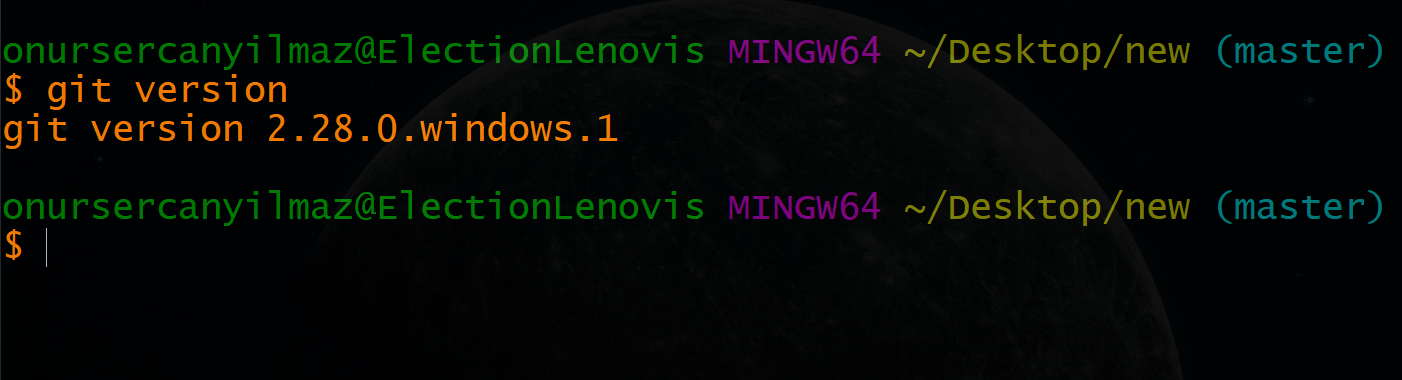 onursercanyilmaz@ElectionLenovis MINGW64 ~/Desktop/new (master)
$ git version
git version 2.28.0.windows.1
onursercanyilmaz@ElectionLenovis MINGW64 ~/Desktop/new (master)
$